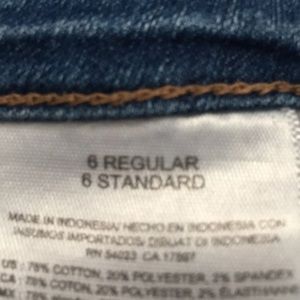 6 REGULAR
6 STANDARD
MADE IN INDONESIA/ HECHO EN INDONESIA CON
INSUMOS IMPORTADOS/ DIBUAT DI INDONESIA
RN 54023 CA
US : 78% COTTON, 20% POLYESTER, 2% SPANDEX
CA : 78% COTTON, 20% POLYESTER, 2% ELASTHANNE